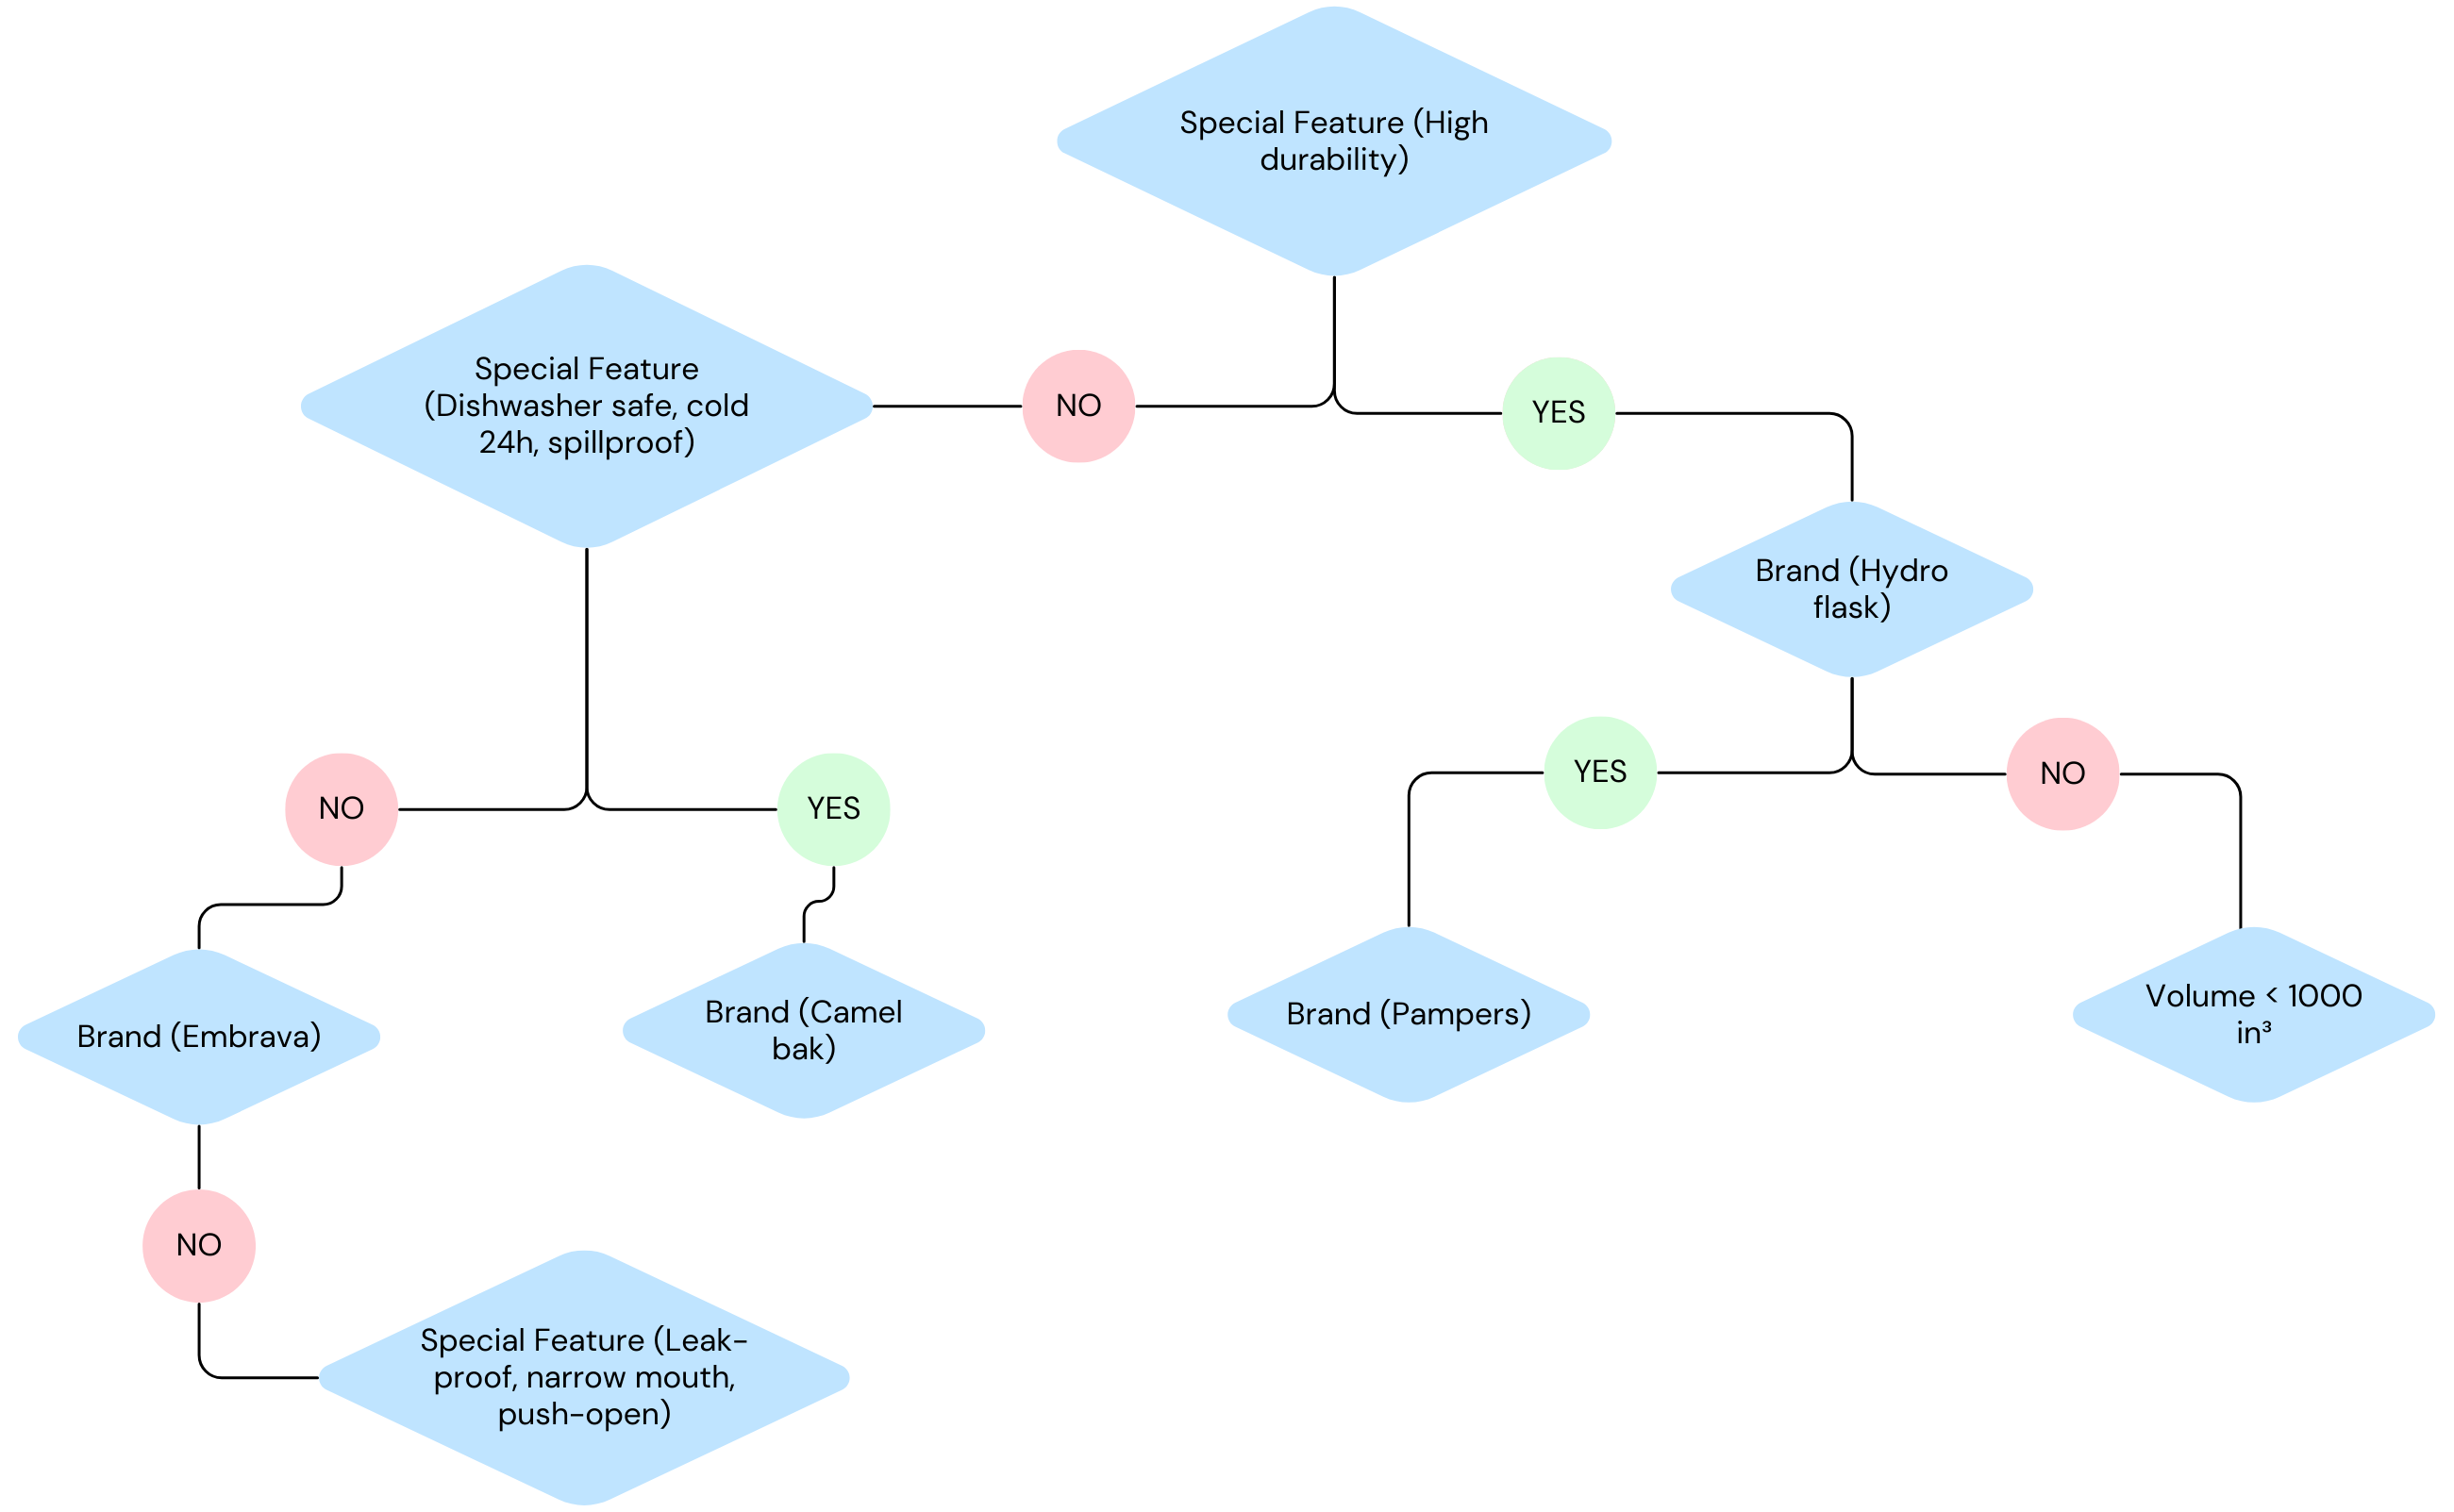 Special Feature (High
durability)
Special Feature
(Dishwasher safe, cold
24h, spillproof)
NO
YES
Brand (Hydro
flask)
YES
NO
NO
YES
Brand (Embrava)
Brand (Camel
bak)
Brand (Pampers)
Volume < 1000
in³
NO
Special Feature (Leak-
proof, narrow mouth,
push-open)